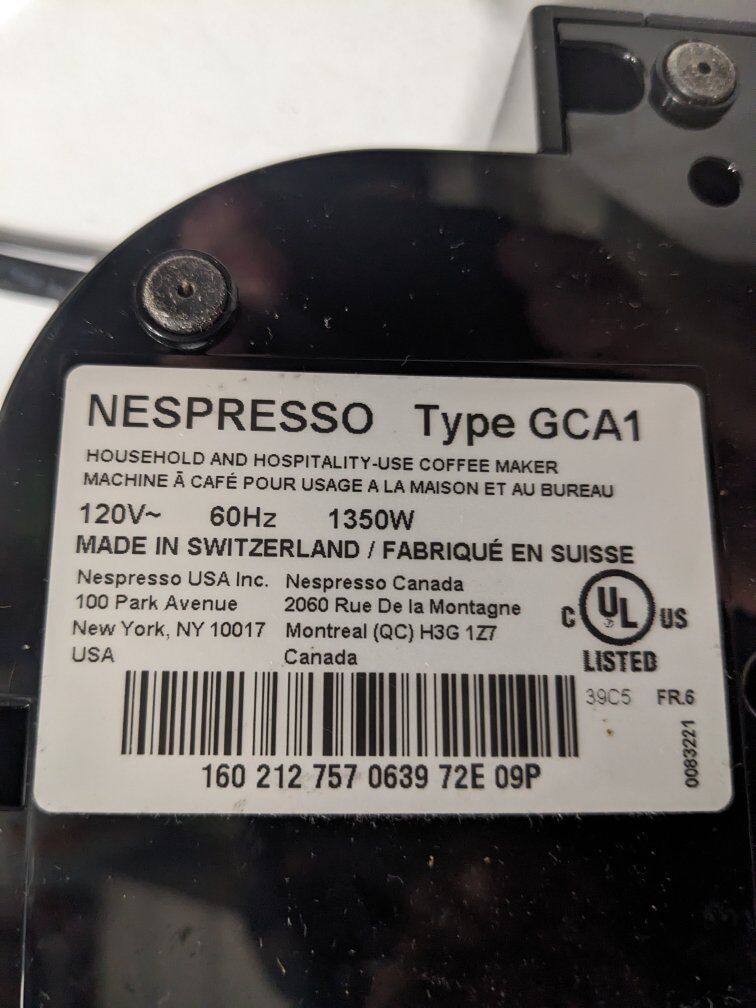 NESPRESSO Type GCA1
HOUSEHOLD AND HOSPITALITY-USE COFFEE MAKER
MACHINE Ā CAFÉ POUR USAGE A LA MAISON ET AU BUREAU
120V~ 60Hz 1350W
MADE IN SWITZERLAND / FABRIQUÉ EN SUISSE
Nespresso USA Inc.
100 Park Avenue
New York, NY 10017
USA
Nespresso Canada
2060 Rue De la Montagne
Montreal (QC) H3G 1Z7
Canada
C UL US
LISTED
39C5 FR.6
0083221
160 212 757 0639 72E 09P